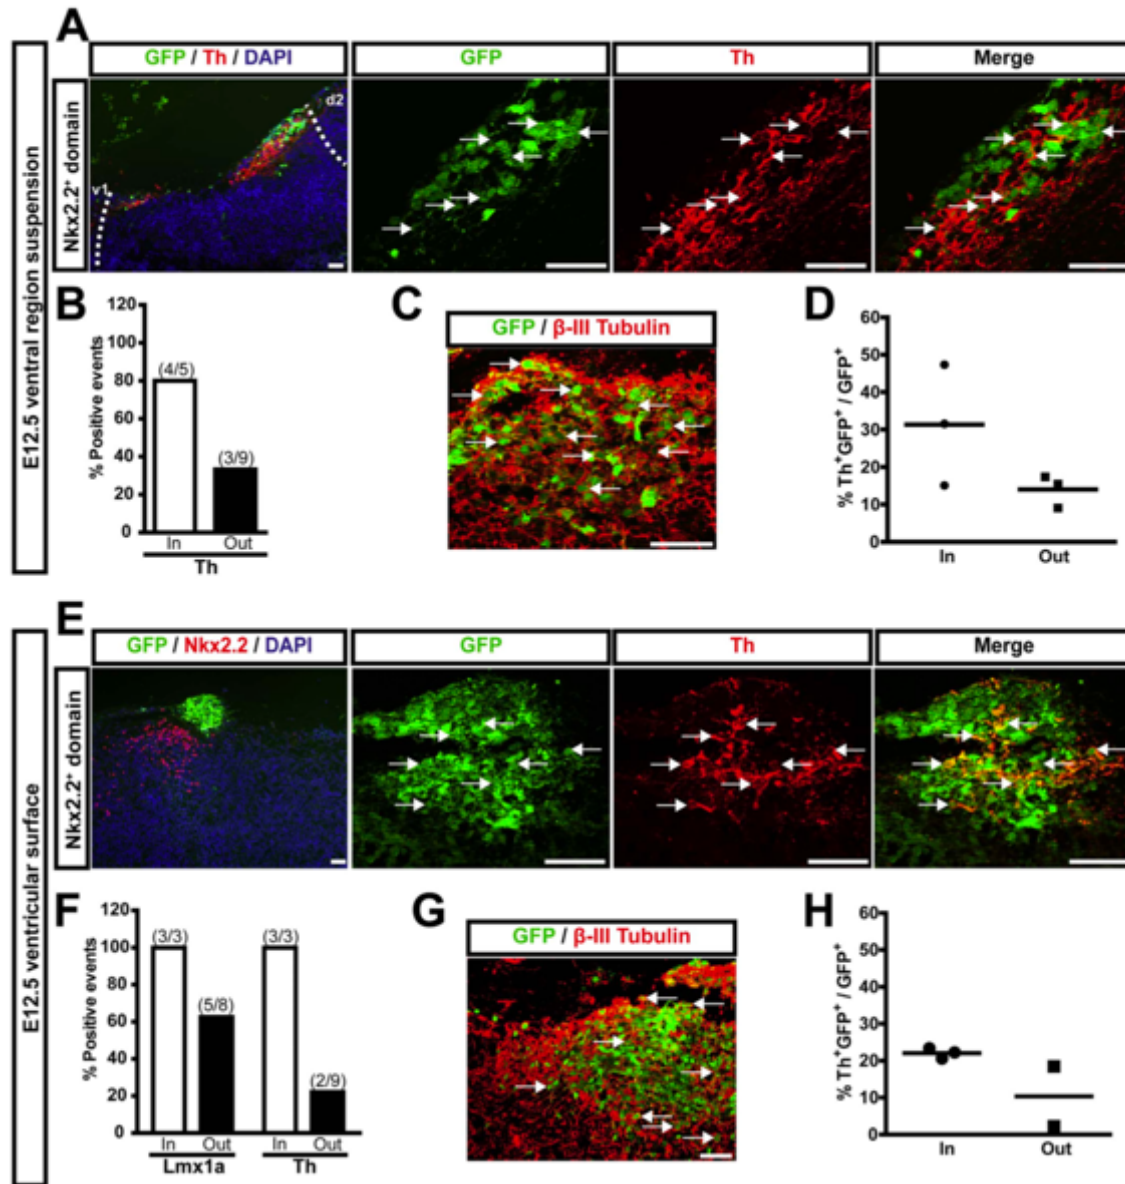 A
GFP / Th / DAPI
GFP
Th
Merge
E12.5 ventral region suspension
Nkx2.2⁺ domain
v1
d2
B
% Positive events
120
100
80
60
40
20
0
(4/5)
(3/9)
In
Out
Th
C
GFP / β-III Tubulin
D
% Th⁺GFP⁺ / GFP⁺
60
50
40
30
20
10
0
In
Out
E
GFP / Nkx2.2 / DAPI
GFP
Th
Merge
E12.5 ventricular surface
Nkx2.2⁺ domain
F
% Positive events
120
100
80
60
40
20
0
(3/3)
(5/8)
(3/3)
(2/9)
In
Out
In
Out
Lmx1a
Th
G
GFP / β-III Tubulin
H
% Th⁺GFP⁺ / GFP⁺
60
50
40
30
20
10
0
In
Out